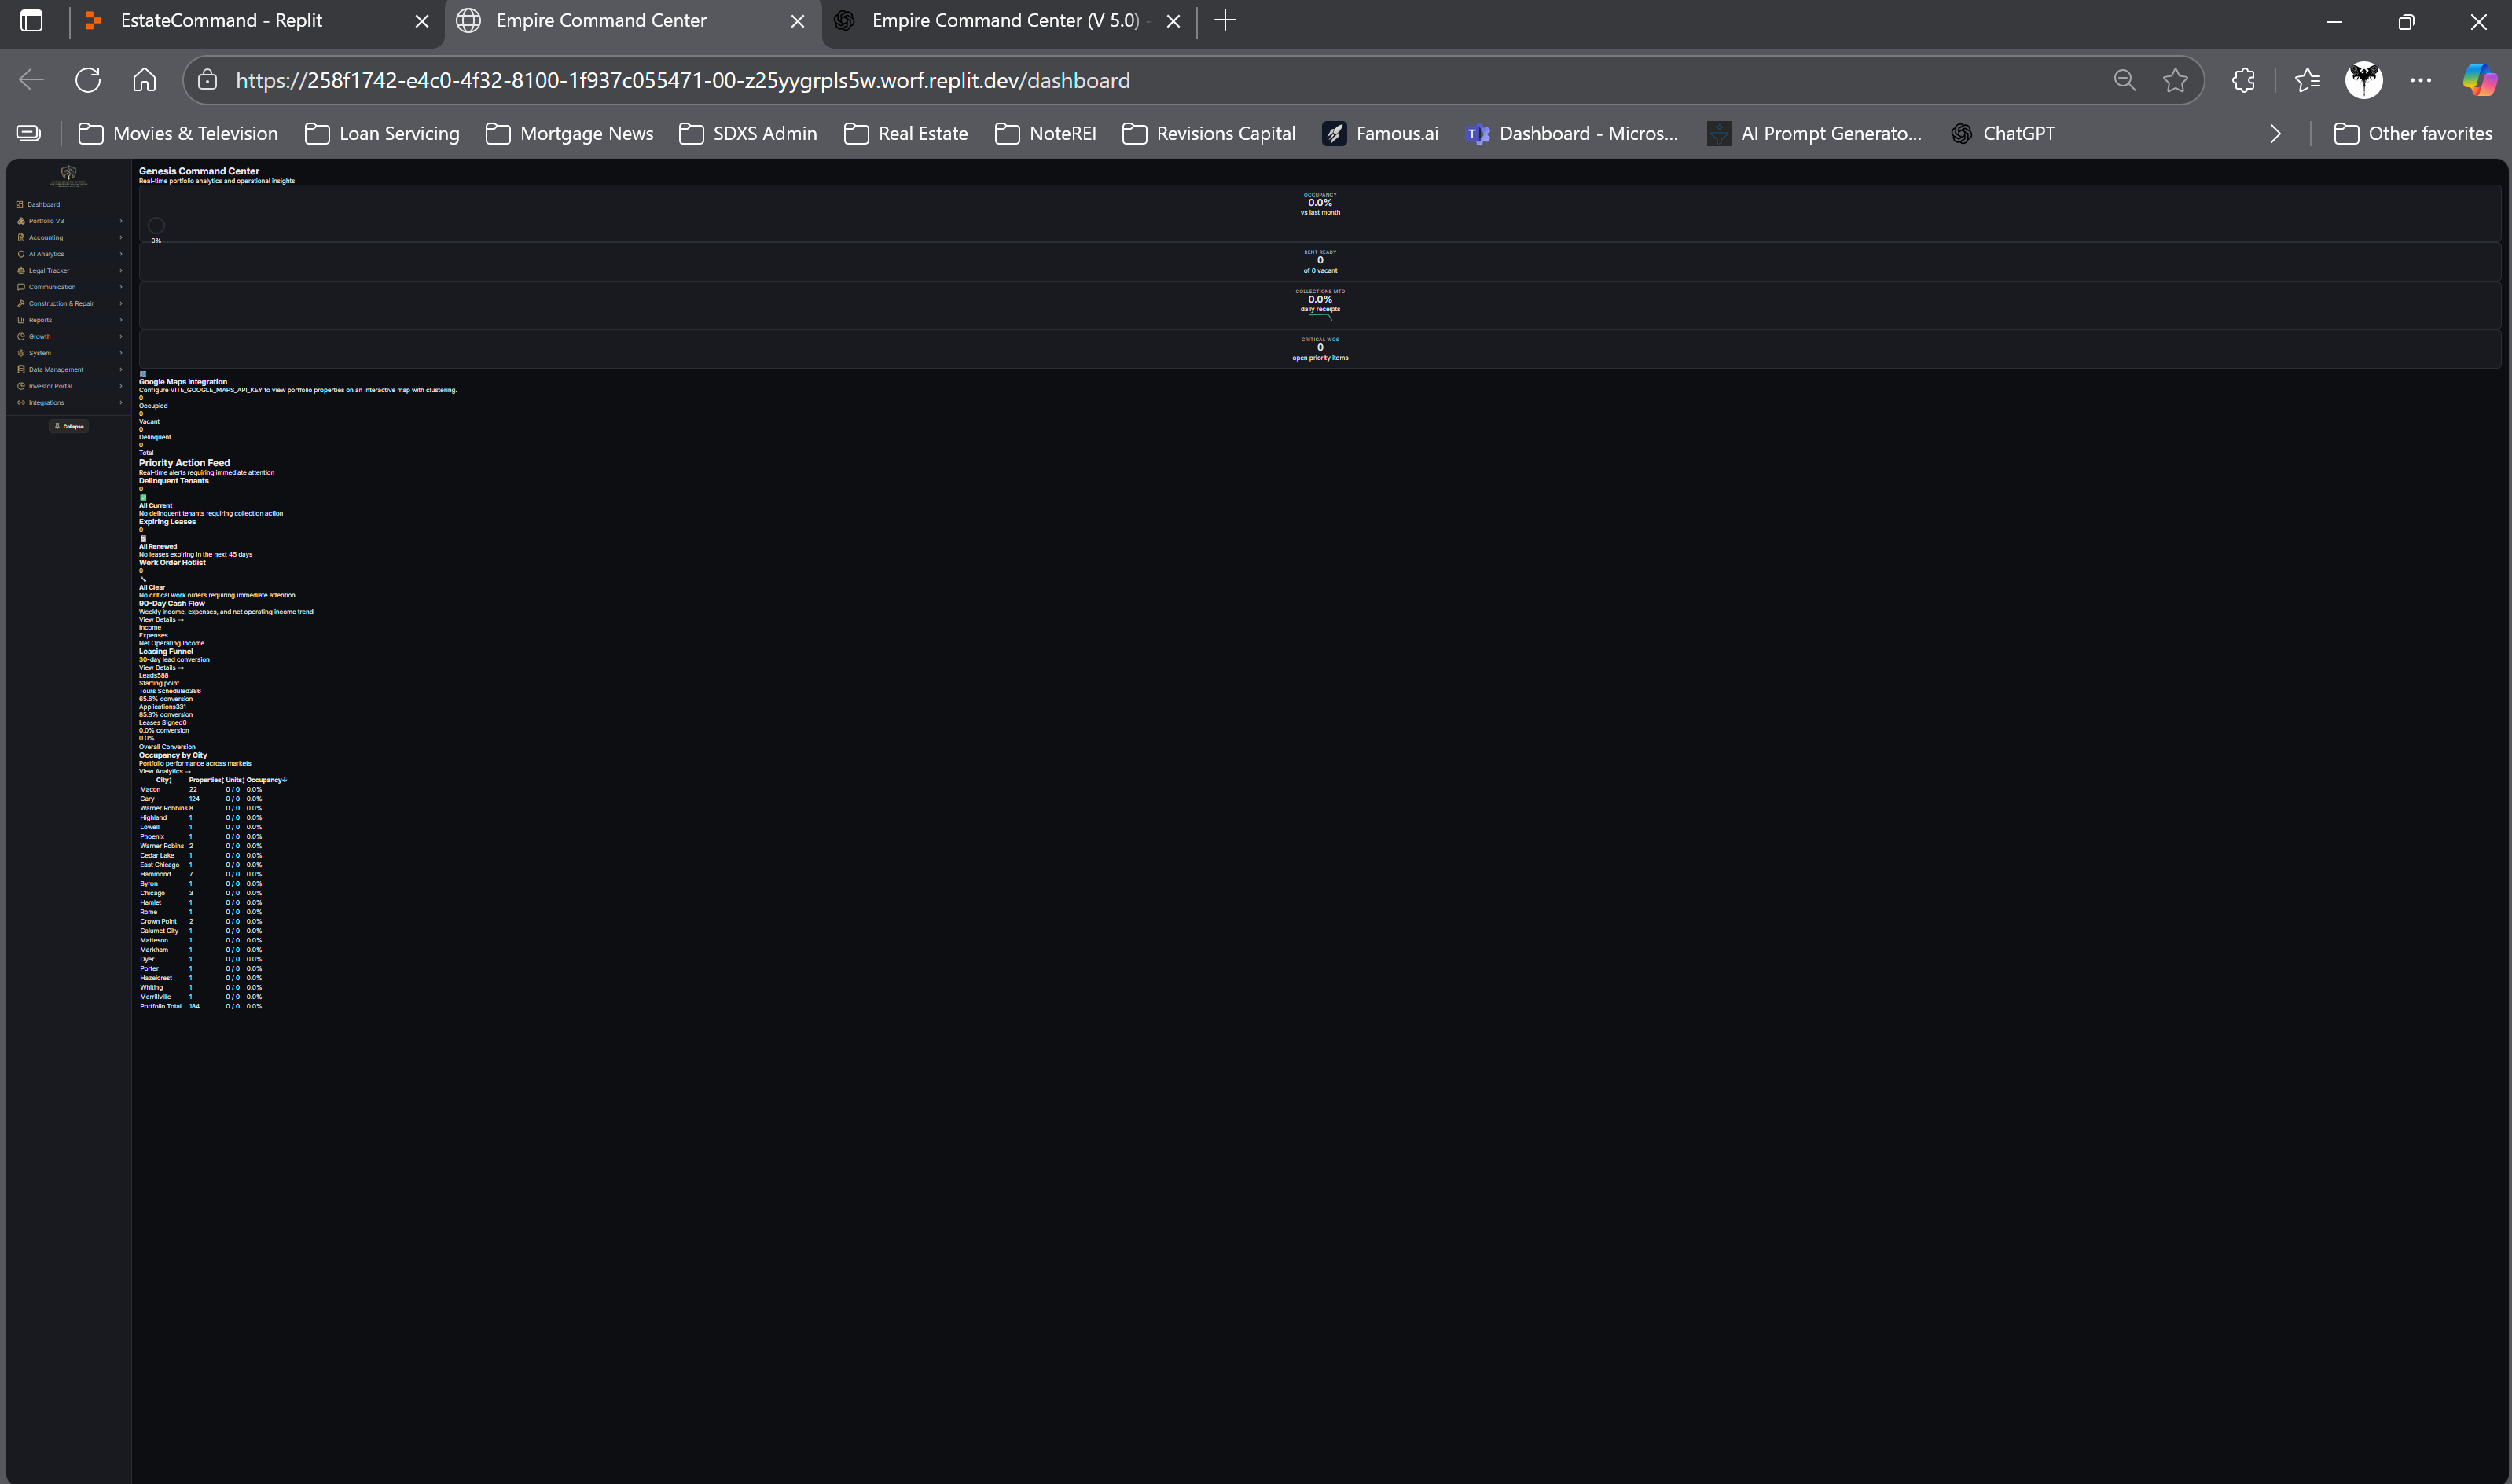 EstateCommand - Replit
Empire Command Center
Empire Command Center (V 5.0) -
https://258f1742-e4c0-4f32-8100-1f937c055471-00-z25yygrpls5w.worf.replit.dev/dashboard
Movies & Television
Loan Servicing
Mortgage News
SDXS Admin
Real Estate
NoteREI
Revisions Capital
Famous.ai
Dashboard - Micros...
AI Prompt Generato...
ChatGPT
Other favorites
Dashboard
Portfolio V3
Accounting
AI Analytics
Legal Tracker
Communication
Construction & Repair
Reports
Growth
System
Data Management
Investor Portal
Integrations
Collapse
Genesis Command Center
Real-time portfolio analytics and operational insights
OCCUPANCY
0.0%
vs last month
0%
RENT READY
0
of 0 vacant
COLLECTIONS MTD
0.0%
daily receipts
CRITICAL WOS
0
open priority items
Google Maps Integration
Configure VITE_GOOGLE_MAPS_API_KEY to view portfolio properties on an interactive map with clustering.
0
Occupied
0
Vacant
0
Delinquent
0
Total
Priority Action Feed
Real-time alerts requiring immediate attention
Delinquent Tenants
0
All Current
No delinquent tenants requiring collection action
Expiring Leases
0
All Renewed
No leases expiring in the next 45 days
Work Order Hotlist
0
All Clear
No critical work orders requiring immediate attention
90-Day Cash Flow
Weekly income, expenses, and net operating income trend
View Details →
Income
Expenses
Net Operating Income
Leasing Funnel
30-day lead conversion
View Details →
Leads588
Starting point
Tours Scheduled386
65.6% conversion
Applications331
85.8% conversion
Leases Signed0
0.0% conversion
0.0%
Overall Conversion
Occupancy by City
Portfolio performance across markets
View Analytics →
City↕ Properties↕ Units↕ Occupancy↓
Macon 22 0 / 0 0.0%
Gary 124 0 / 0 0.0%
Warner Robbins 8 0 / 0 0.0%
Highland 1 0 / 0 0.0%
Lowell 1 0 / 0 0.0%
Phoenix 1 0 / 0 0.0%
Warner Robins 2 0 / 0 0.0%
Cedar Lake 1 0 / 0 0.0%
East Chicago 1 0 / 0 0.0%
Hammond 7 0 / 0 0.0%
Byron 1 0 / 0 0.0%
Chicago 3 0 / 0 0.0%
Hamlet 1 0 / 0 0.0%
Rome 1 0 / 0 0.0%
Crown Point 2 0 / 0 0.0%
Calumet City 1 0 / 0 0.0%
Matteson 1 0 / 0 0.0%
Markham 1 0 / 0 0.0%
Dyer 1 0 / 0 0.0%
Porter 1 0 / 0 0.0%
Hazelcrest 1 0 / 0 0.0%
Whiting 1 0 / 0 0.0%
Merrillville 1 0 / 0 0.0%
Portfolio Total 184 0 / 0 0.0%